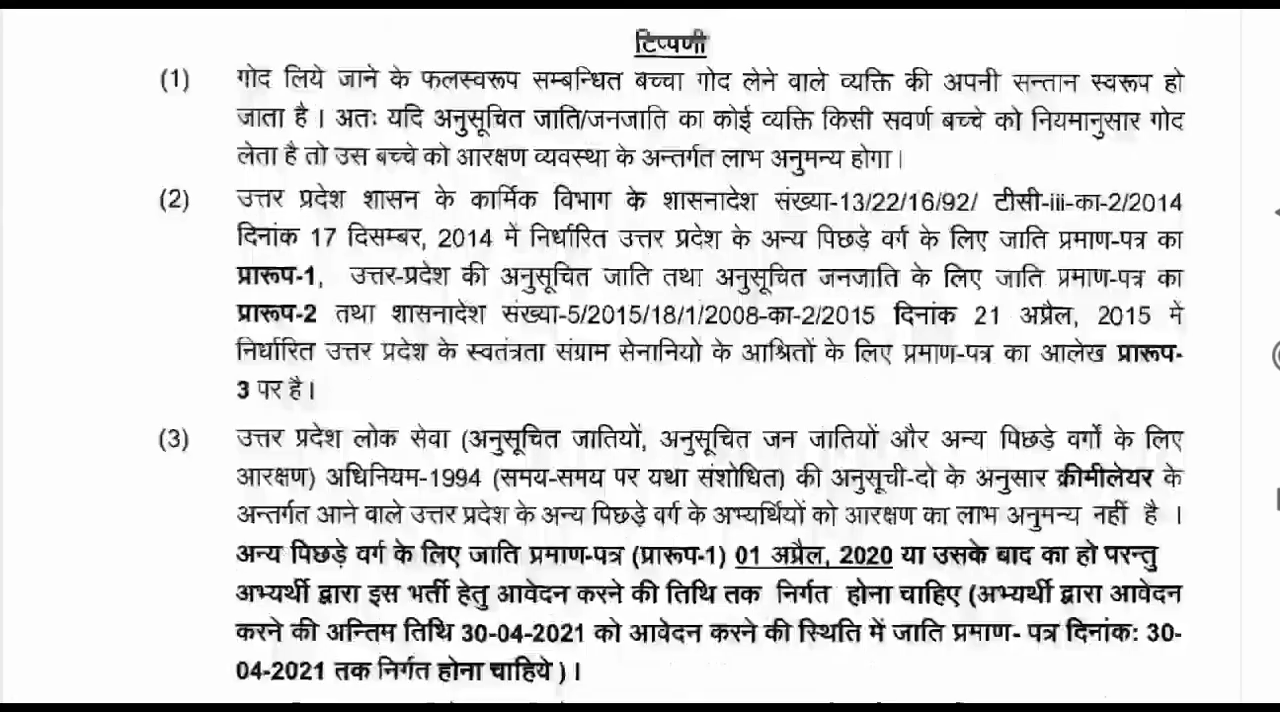 टिप्पणी
(1) गोद लिये जाने के फलस्वरूप सम्बन्धित बच्चा गोद लेने वाले व्यक्ति की अपनी सन्तान स्वरूप हो
जाता है। अतः यदि अनुसूचित जाति/जनजाति का कोई व्यक्ति किसी सवर्ण बच्चे को नियमानुसार गोद
लेता है तो उस बच्चे को आरक्षण व्यवस्था के अन्तर्गत लाभ अनुमन्य होगा।
(2) उत्तर प्रदेश शासन के कार्मिक विभाग के शासनादेश संख्या-13/22/16/92/ टीसी-iii-का-2/2014
दिनांक 17 दिसम्बर, 2014 में निर्धारित उत्तर प्रदेश के अन्य पिछड़े वर्ग के लिए जाति प्रमाण-पत्र का
प्रारूप-1, उत्तर-प्रदेश की अनुसूचित जाति तथा अनुसूचित जनजाति के लिए जाति प्रमाण-पत्र का
प्रारूप-2 तथा शासनादेश संख्या-5/2015/18/1/2008-का-2/2015 दिनांक 21 अप्रैल, 2015 में
निर्धारित उत्तर प्रदेश के स्वतंत्रता संग्राम सेनानियो के आश्रितों के लिए प्रमाण-पत्र का आलेख प्रारूप-
3 पर है।
(3) उत्तर प्रदेश लोक सेवा (अनुसूचित जातियों, अनुसूचित जन जातियों और अन्य पिछड़े वर्गो के लिए
आरक्षण) अधिनियम-1994 (समय-समय पर यथा संशोधित) की अनुसूची-दो के अनुसार क्रीमीलेयर के
अन्तर्गत आने वाले उत्तर प्रदेश के अन्य पिछड़े वर्ग के अभ्यर्थियों को आरक्षण का लाभ अनुमन्य नहीं है ।
अन्य पिछड़े वर्ग के लिए जाति प्रमाण-पत्र (प्रारूप-1) 01 अप्रैल, 2020 या उसके बाद का हो परन्तु
अभ्यर्थी द्वारा इस भर्ती हेतु आवेदन करने की तिथि तक निर्गत होना चाहिए (अभ्यर्थी द्वारा आवेदन
करने की अन्तिम तिथि 30-04-2021 को आवेदन करने की स्थिति में जाति प्रमाण- पत्र दिनांक: 30-
04-2021 तक निर्गत होना चाहिये )।